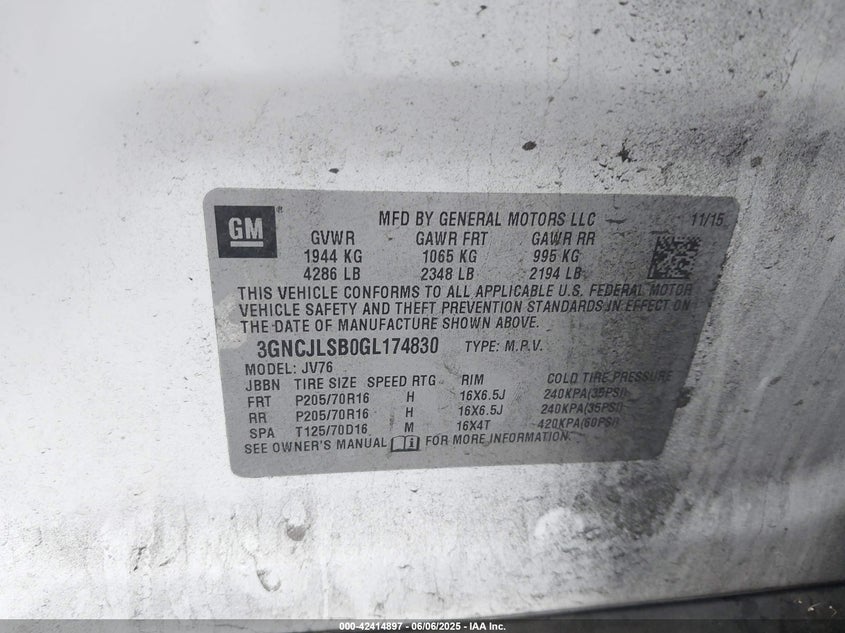 GM ® MFD BY GENERAL MOTORS LLC 11/15
GVWR GAWR FRT GAWR RR
1944 KG 1065 KG 995 KG
4286 LB 2348 LB 2194 LB
THIS VEHICLE CONFORMS TO ALL APPLICABLE U.S. FEDERAL MOTOR
VEHICLE SAFETY AND THEFT PREVENTION STANDARDS IN EFFECT ON
THE DATE OF MANUFACTURE SHOWN ABOVE.
3GNCJLSB0GL174830 TYPE: M.P.V.
MODEL: JV76
JBBN TIRE SIZE SPEED RTG RIM COLD TIRE PRESSURE
FRT P205/70R16 H 16X6.5J 240KPA(35PSI)
RR P205/70R16 H 16X6.5J 240KPA(35PSI)
SPA T125/70D16 M 16X4T 420KPA(60PSI)
SEE OWNER'S MANUAL FOR MORE INFORMATION.
000-42414897 - 06/06/2025 - IAA Inc.